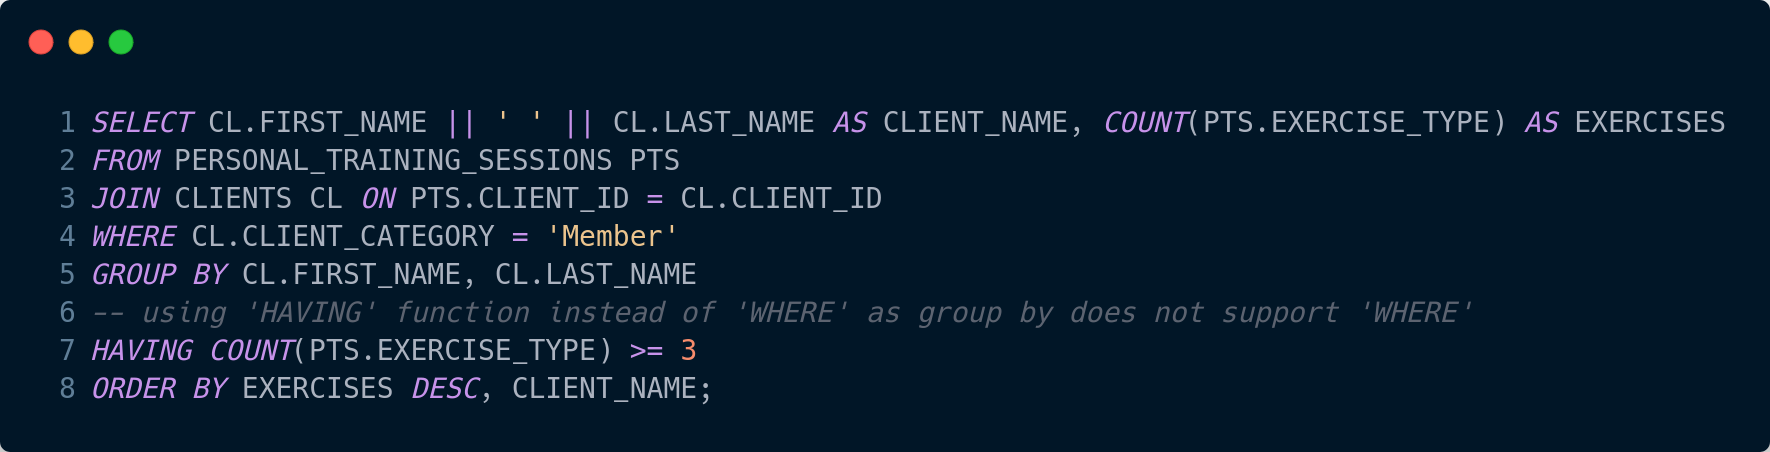 1 SELECT CL.FIRST_NAME || ' ' || CL.LAST_NAME AS CLIENT_NAME, COUNT(PTS.EXERCISE_TYPE) AS EXERCISES
2 FROM PERSONAL_TRAINING_SESSIONS PTS
3 JOIN CLIENTS CL ON PTS.CLIENT_ID = CL.CLIENT_ID
4 WHERE CL.CLIENT_CATEGORY = 'Member'
5 GROUP BY CL.FIRST_NAME, CL.LAST_NAME
6 -- using 'HAVING' function instead of 'WHERE' as group by does not support 'WHERE'
7 HAVING COUNT(PTS.EXERCISE_TYPE) >= 3
8 ORDER BY EXERCISES DESC, CLIENT_NAME;